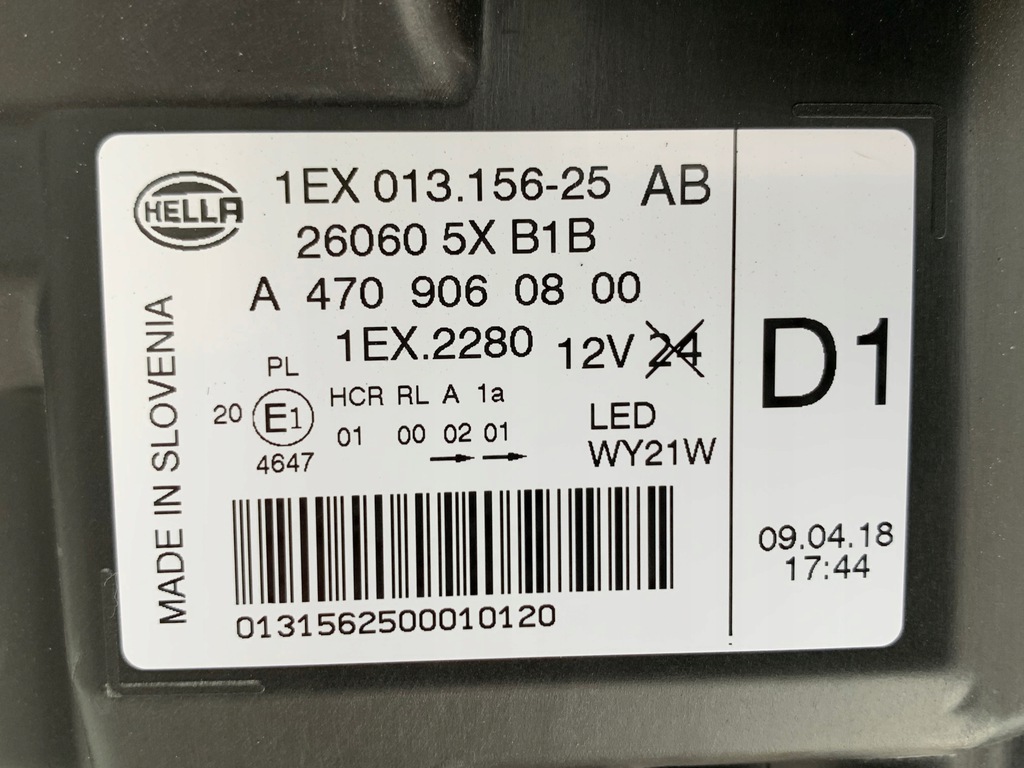 HELLA
1EX 013.156-25 AB
26060 5X B1B
A 470 906 08 00
1EX.2280 12V 24
MADE IN SLOVENIA
PL
20 E1
4647
HCR RL A 1a
01 00 02 01
LED
WY21W
0131562500010120
D1
09.04.18
17:44